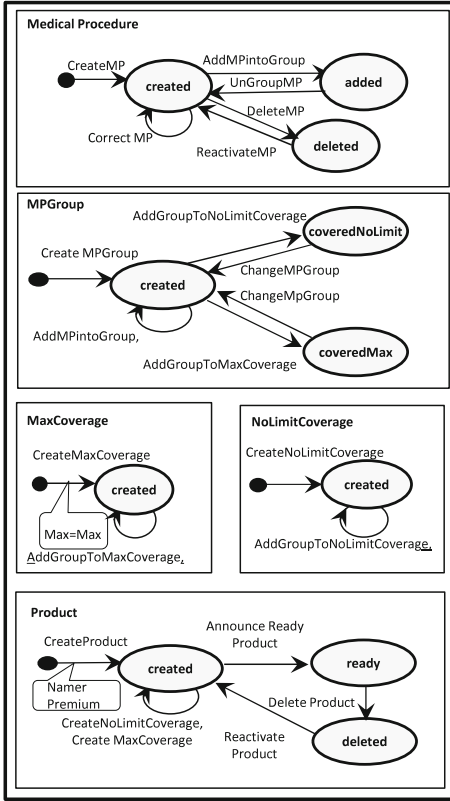 Medical Procedure
CreateMP
AddMPintoGroup
UnGroupMP
created
added
DeleteMP
Correct MP
ReactivateMP
deleted
MPGroup
AddGroupToNoLimitCoverage
coveredNoLimit
Create MPGroup
ChangeMPGroup
created
ChangeMpGroup
AddMPintoGroup,
AddGroupToMaxCoverage
coveredMax
MaxCoverage
CreateMaxCoverage
created
Max=Max
AddGroupToMaxCoverage,
NoLimitCoverage
CreateNoLimitCoverage
created
AddGroupToNoLimitCoverage,
Product
CreateProduct
Announce Ready
Product
created
ready
Namer
Premium
Delete Product
CreateNoLimitCoverage,
Create MaxCoverage
Reactivate
Product
deleted